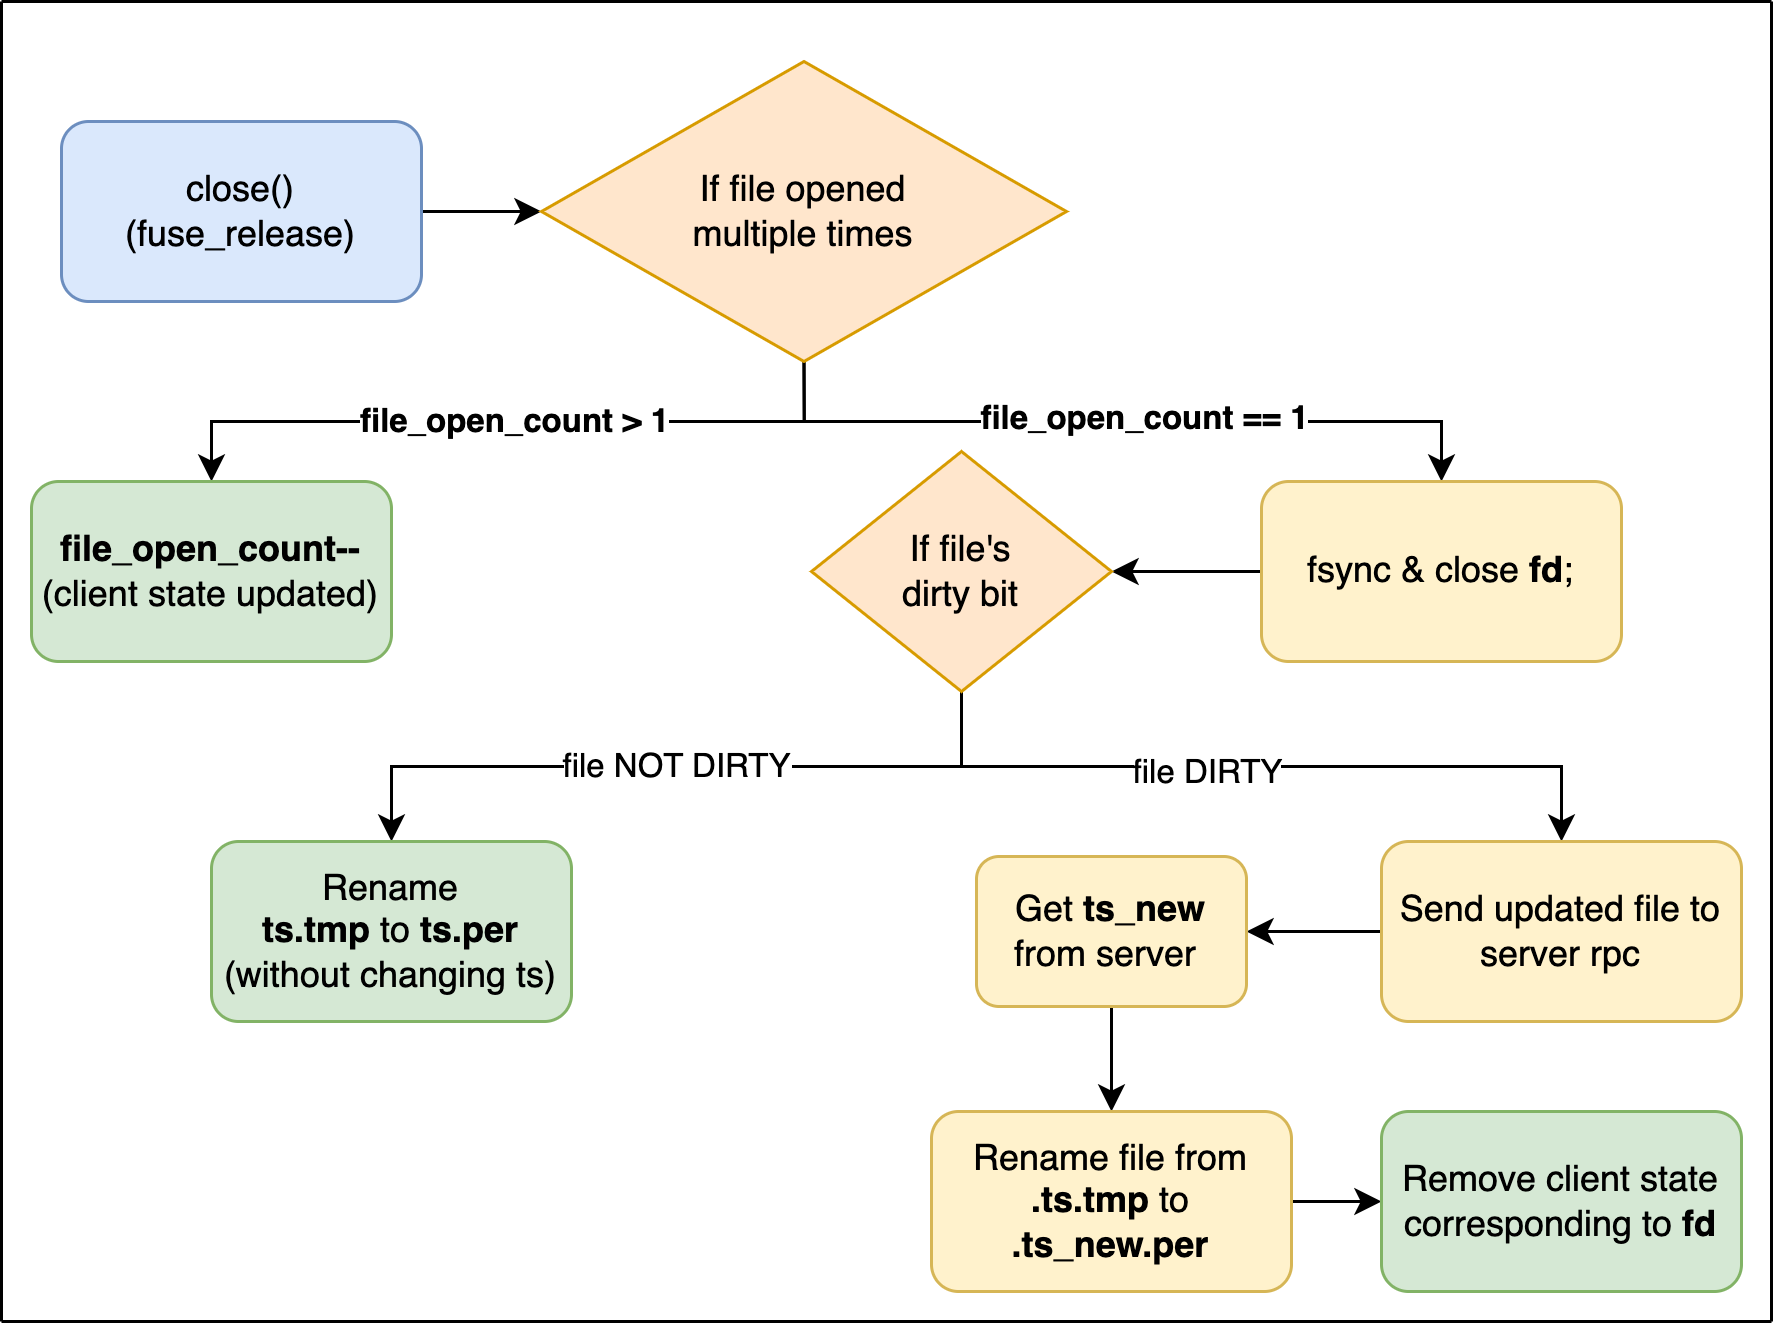 close()
(fuse_release)
If file opened
multiple times
file_open_count > 1
file_open_count == 1
file_open_count--
(client state updated)
If file's
dirty bit
fsync & close fd;
file NOT DIRTY
file DIRTY
Rename
ts.tmp to ts.per
(without changing ts)
Get ts_new
from server
Send updated file to
server rpc
Rename file from
.ts.tmp to
.ts_new.per
Remove client state
corresponding to fd